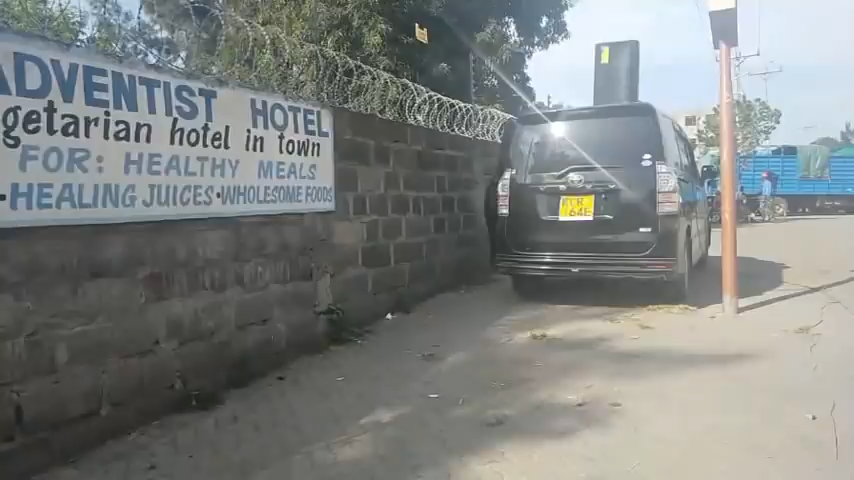 ADVENTIST HOTEL
getarian hotel in town
FOR: HEALTHY MEALS
-HEALING JUICES-WHOLESOME FOODS